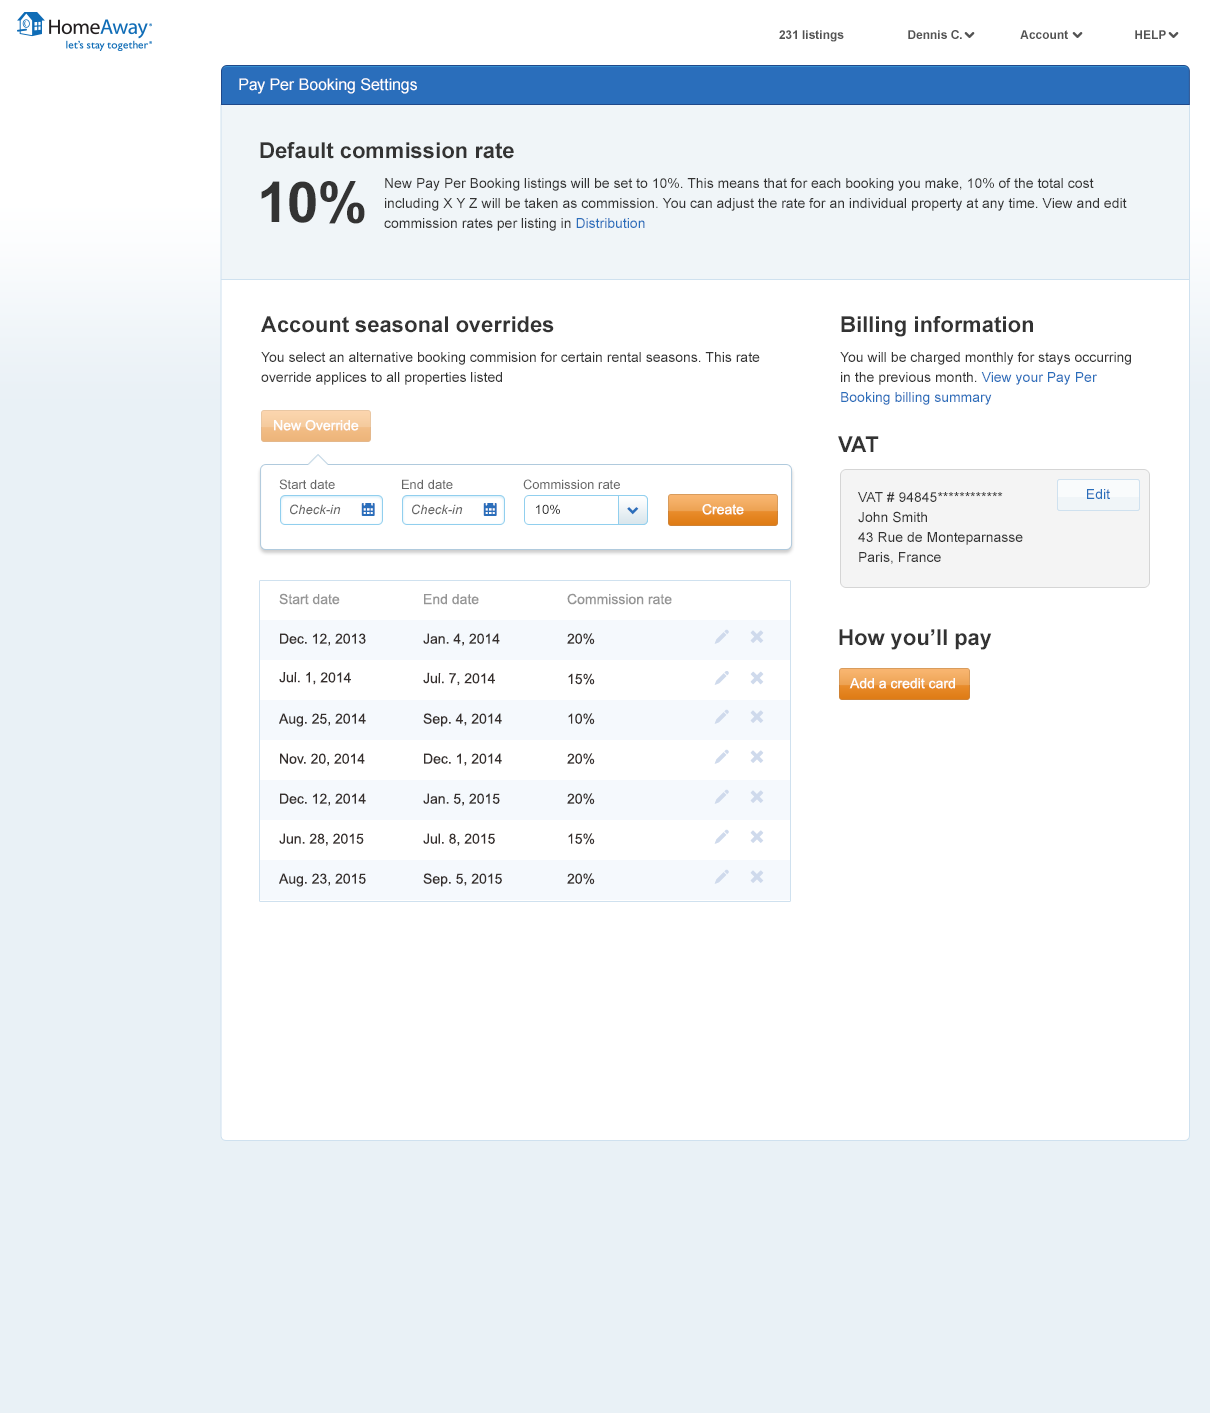 HomeAway
let's stay together
231 listings
Dennis C.
Account
HELP
Pay Per Booking Settings
Default commission rate
10%
New Pay Per Booking listings will be set to 10%. This means that for each booking you make, 10% of the total cost
including X Y Z will be taken as commission. You can adjust the rate for an individual property at any time. View and edit
commission rates per listing in Distribution
Account seasonal overrides
You select an alternative booking commision for certain rental seasons. This rate
override applices to all properties listed
New Override
Start date End date Commission rate
Check-in Check-in 10% Create
Start date End date Commission rate
Dec. 12, 2013 Jan. 4, 2014 20%
Jul. 1, 2014 Jul. 7, 2014 15%
Aug. 25, 2014 Sep. 4, 2014 10%
Nov. 20, 2014 Dec. 1, 2014 20%
Dec. 12, 2014 Jan. 5, 2015 20%
Jun. 28, 2015 Jul. 8, 2015 15%
Aug. 23, 2015 Sep. 5, 2015 20%
Billing information
You will be charged monthly for stays occurring
in the previous month. View your Pay Per
Booking billing summary
VAT
VAT # 94845************
Edit
John Smith
43 Rue de Monteparnasse
Paris, France
How you’ll pay
Add a credit card